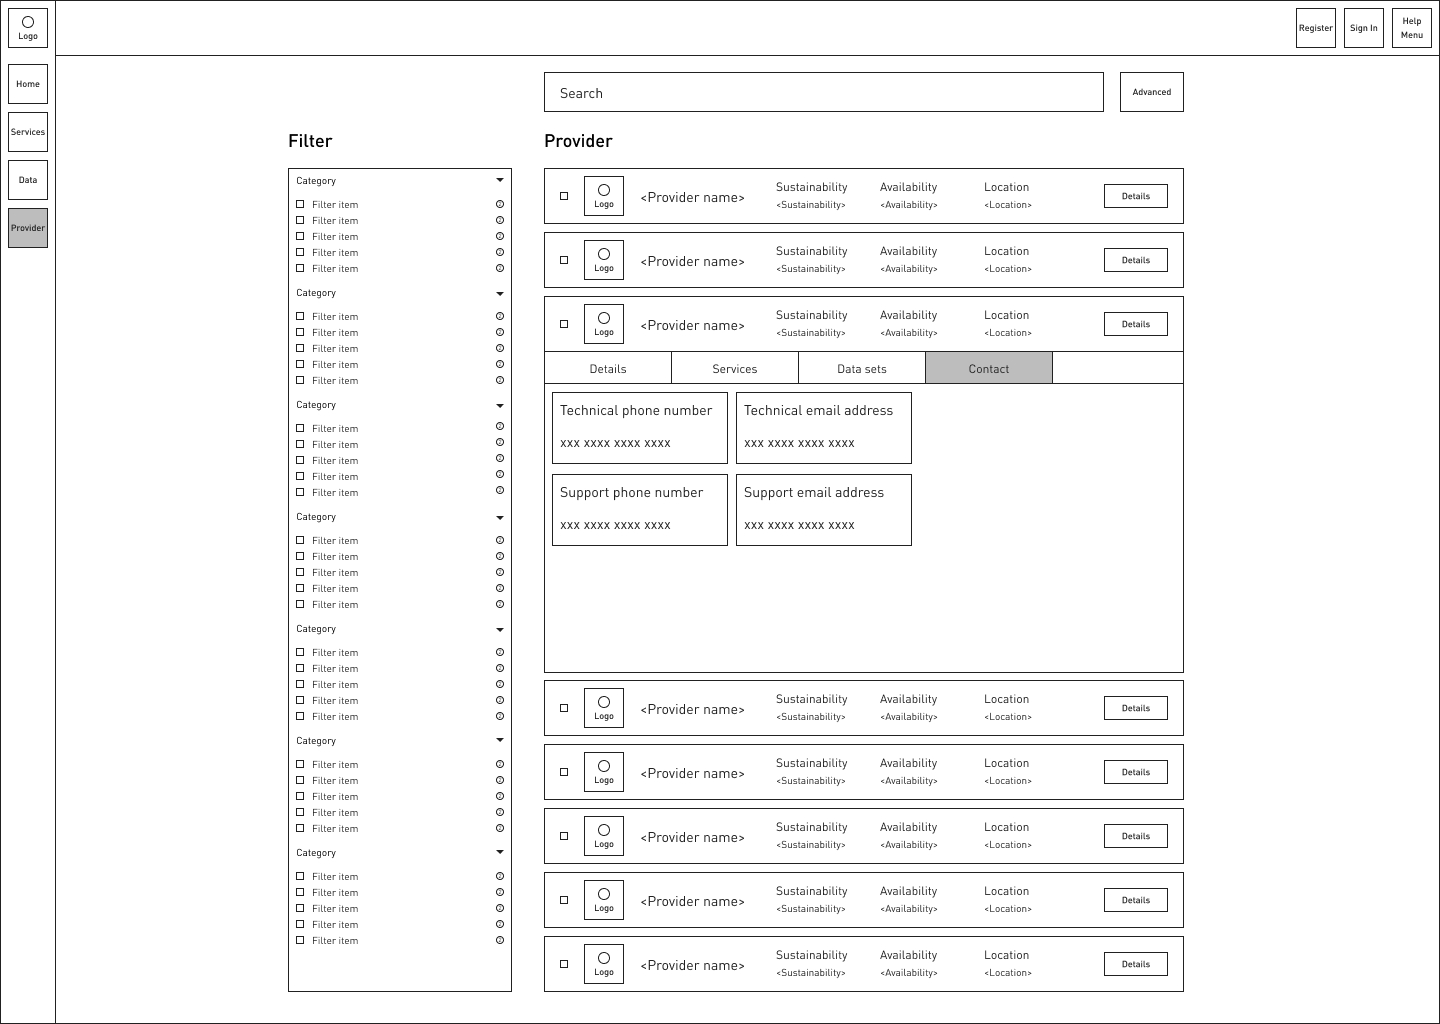 Logo
Register
Sign In
Help
Menu
Home
Services
Data
Provider
Search
Advanced
Filter
Category
Filter item
Filter item
Filter item
Filter item
Filter item
Category
Filter item
Filter item
Filter item
Filter item
Filter item
Category
Filter item
Filter item
Filter item
Filter item
Filter item
Category
Filter item
Filter item
Filter item
Filter item
Filter item
Category
Filter item
Filter item
Filter item
Filter item
Filter item
Category
Filter item
Filter item
Filter item
Filter item
Filter item
Category
Filter item
Filter item
Filter item
Filter item
Filter item
Provider
Logo
<Provider name>
Sustainability
<Sustainability>
Availability
<Availability>
Location
<Location>
Details
Logo
<Provider name>
Sustainability
<Sustainability>
Availability
<Availability>
Location
<Location>
Details
Logo
<Provider name>
Sustainability
<Sustainability>
Availability
<Availability>
Location
<Location>
Details
Details
Services
Data sets
Contact
Technical phone number
xxx xxxx xxxx xxxx
Technical email address
xxx xxxx xxxx xxxx
Support phone number
xxx xxxx xxxx xxxx
Support email address
xxx xxxx xxxx xxxx
Logo
<Provider name>
Sustainability
<Sustainability>
Availability
<Availability>
Location
<Location>
Details
Logo
<Provider name>
Sustainability
<Sustainability>
Availability
<Availability>
Location
<Location>
Details
Logo
<Provider name>
Sustainability
<Sustainability>
Availability
<Availability>
Location
<Location>
Details
Logo
<Provider name>
Sustainability
<Sustainability>
Availability
<Availability>
Location
<Location>
Details
Logo
<Provider name>
Sustainability
<Sustainability>
Availability
<Availability>
Location
<Location>
Details